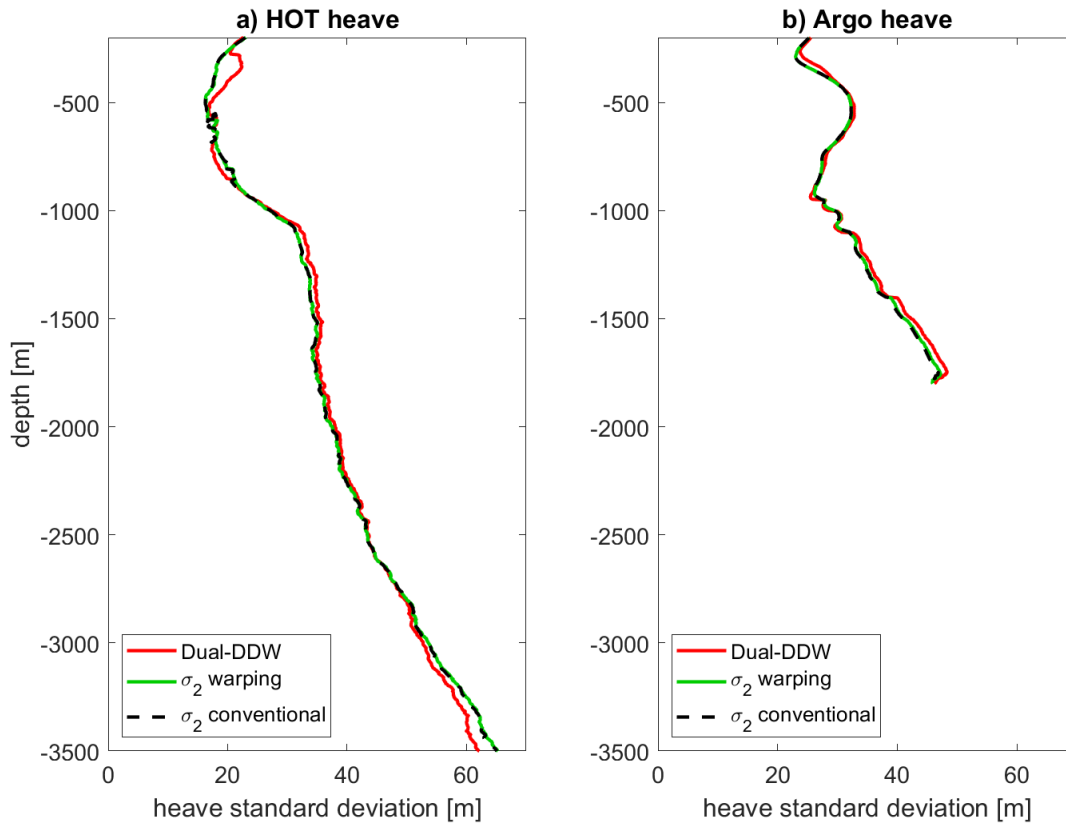 a) HOT heave
-500
-1000
-1500
-2000
-2500
-3000
-3500
depth [m]
0
20
40
60
heave standard deviation [m]
Dual-DDW
σ₂ warping
σ₂ conventional
b) Argo heave
-500
-1000
-1500
-2000
-2500
-3000
-3500
0
20
40
60
heave standard deviation [m]
Dual-DDW
σ₂ warping
σ₂ conventional